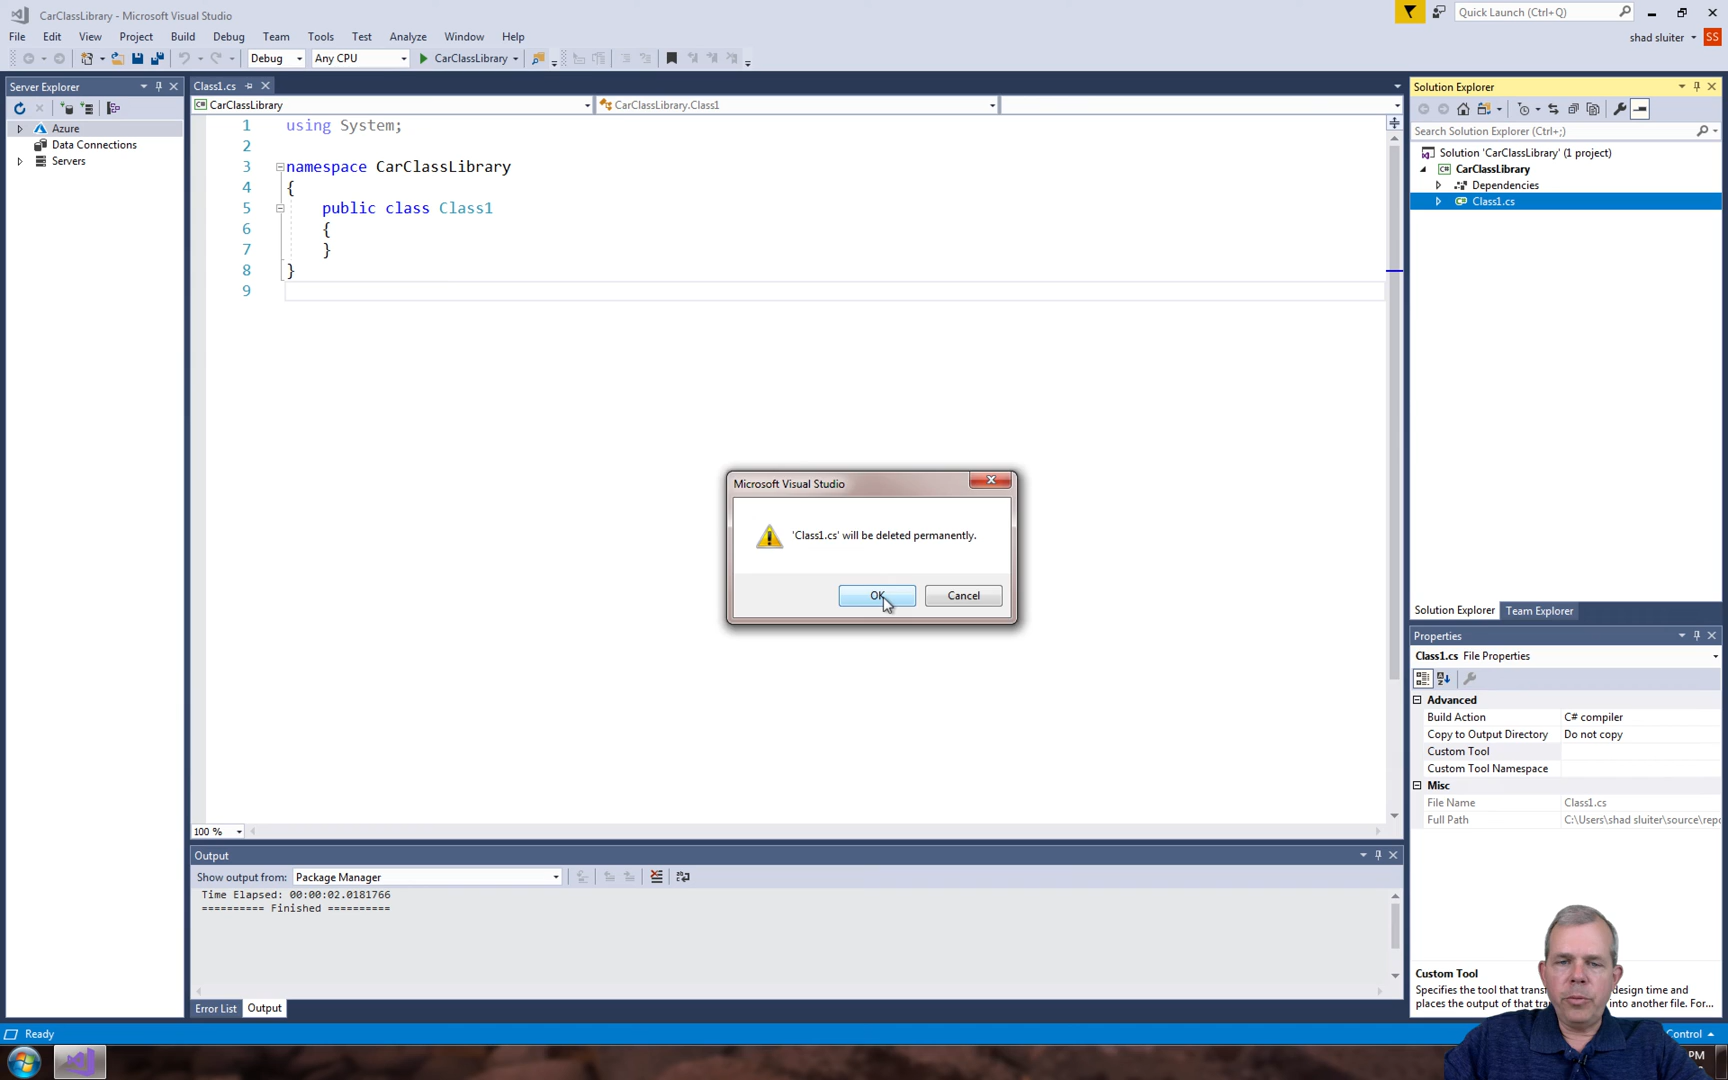 CarClassLibrary - Microsoft Visual Studio
Quick Launch (Ctrl+Q)
File Edit View Project Build Debug Team Tools Test Analyze Window Help
shad sluiter SS
Debug Any CPU CarClassLibrary
Server Explorer
Azure
Data Connections
Servers
Class1.cs
CarClassLibrary
CarClassLibrary.Class1
1 using System;
2
3 namespace CarClassLibrary
4 {
5 public class Class1
6 {
7 }
8 }
9
Microsoft Visual Studio
'Class1.cs' will be deleted permanently.
OK Cancel
100 %
Output
Show output from: Package Manager
Time Elapsed: 00:00:02.0181766
========== Finished ==========
Error List Output
Solution Explorer
Search Solution Explorer (Ctrl+;)
Solution 'CarClassLibrary' (1 project)
CarClassLibrary
Dependencies
Class1.cs
Solution Explorer Team Explorer
Properties
Class1.cs File Properties
Advanced
Build Action C# compiler
Copy to Output Directory Do not copy
Custom Tool
Custom Tool Namespace
Misc
File Name Class1.cs
Full Path C:\Users\shad sluiter\source\repo
Custom Tool
Specifies the tool that design time and
places the output of that into another file. For...
Ready
Control
PM